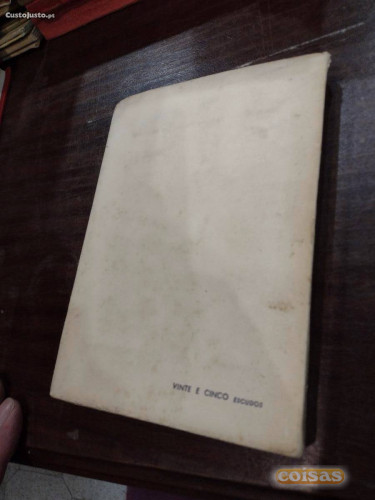 CustoJusto.pt
VINTE E CINCO ESCUDOS
coisas